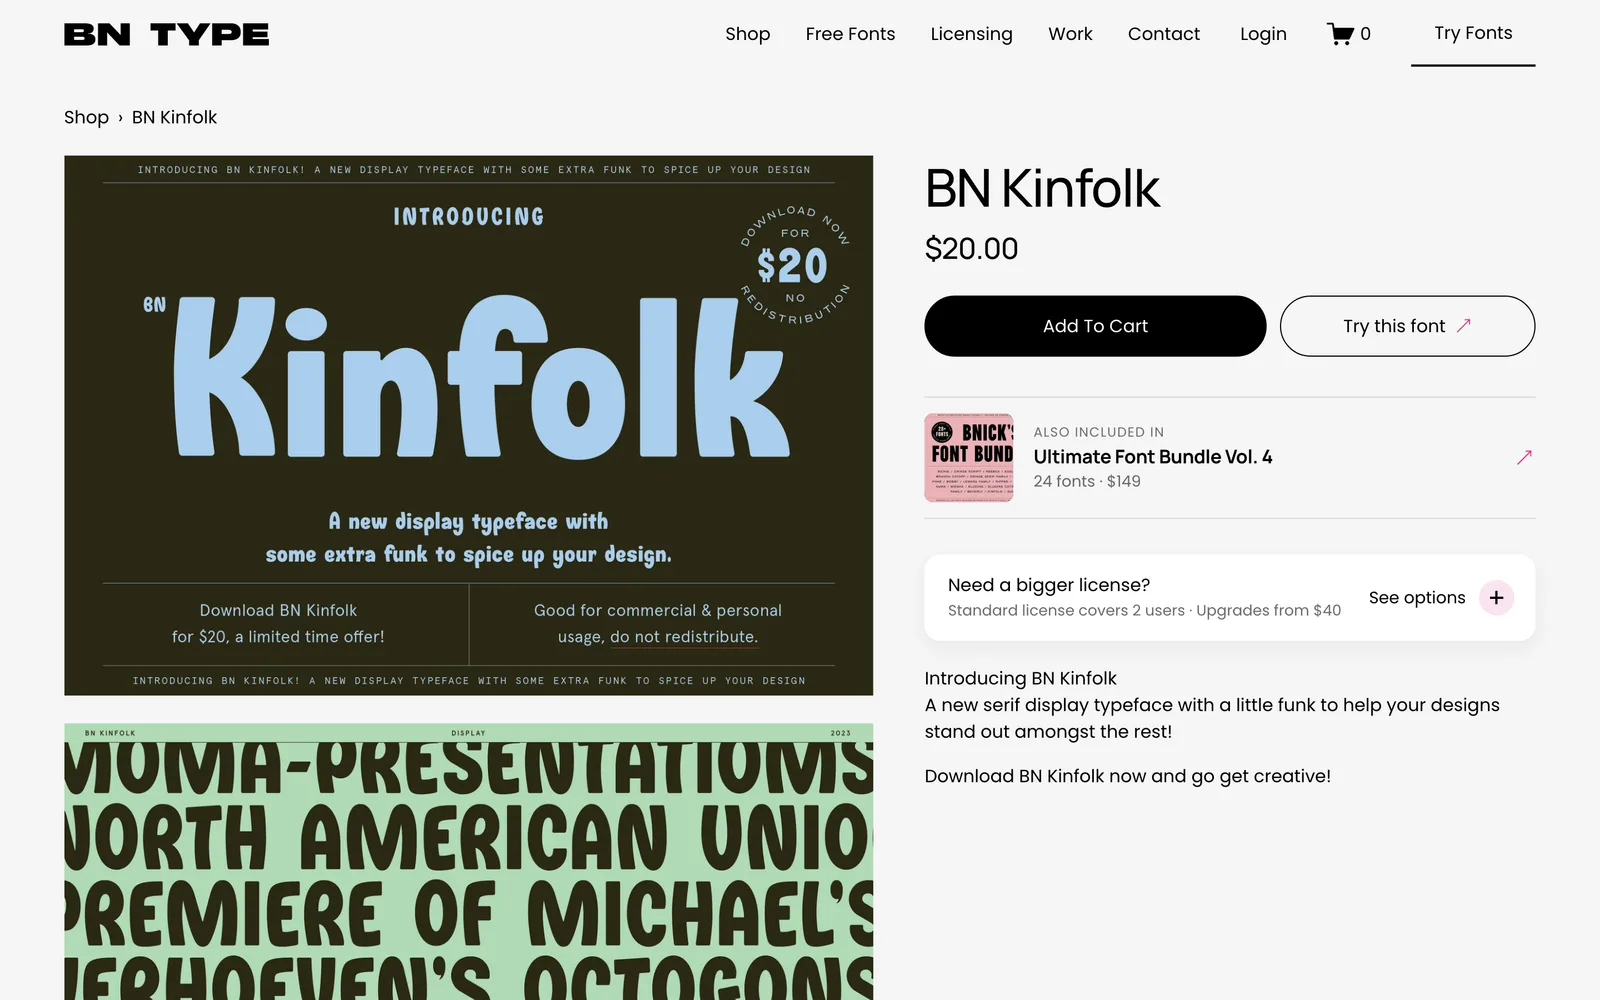 BN TYPE
Shop
Free Fonts
Licensing
Work
Contact
Login
0
Try Fonts
Shop › BN Kinfolk
INTRODUCING BN KINFOLK! A NEW DISPLAY TYPEFACE WITH SOME EXTRA FUNK TO SPICE UP YOUR DESIGN
INTRODUCING
DOWNLOAD NOW
FOR
$20
NO
REDISTRIBUTION
BN
Kinfolk
A new display typeface with
some extra funk to spice up your design.
Download BN Kinfolk
for $20, a limited time offer!
Good for commercial & personal
usage, do not redistribute.
INTRODUCING BN KINFOLK! A NEW DISPLAY TYPEFACE WITH SOME EXTRA FUNK TO SPICE UP YOUR DESIGN
BN KINFOLK
DISPLAY
2023
MOMA-PRESENTATIOMS
NORTH AMERICAN UNIO
PREMIERE OF MICHAEL'S
VERHOEVEN'S OCTOGONS
BN Kinfolk
$20.00
Add To Cart
Try this font
BNICK'S
FONT BUND
ALSO INCLUDED IN
Ultimate Font Bundle Vol. 4
24 fonts · $149
Need a bigger license?
Standard license covers 2 users · Upgrades from $40
See options
Introducing BN Kinfolk
A new serif display typeface with a little funk to help your designs
stand out amongst the rest!
Download BN Kinfolk now and go get creative!